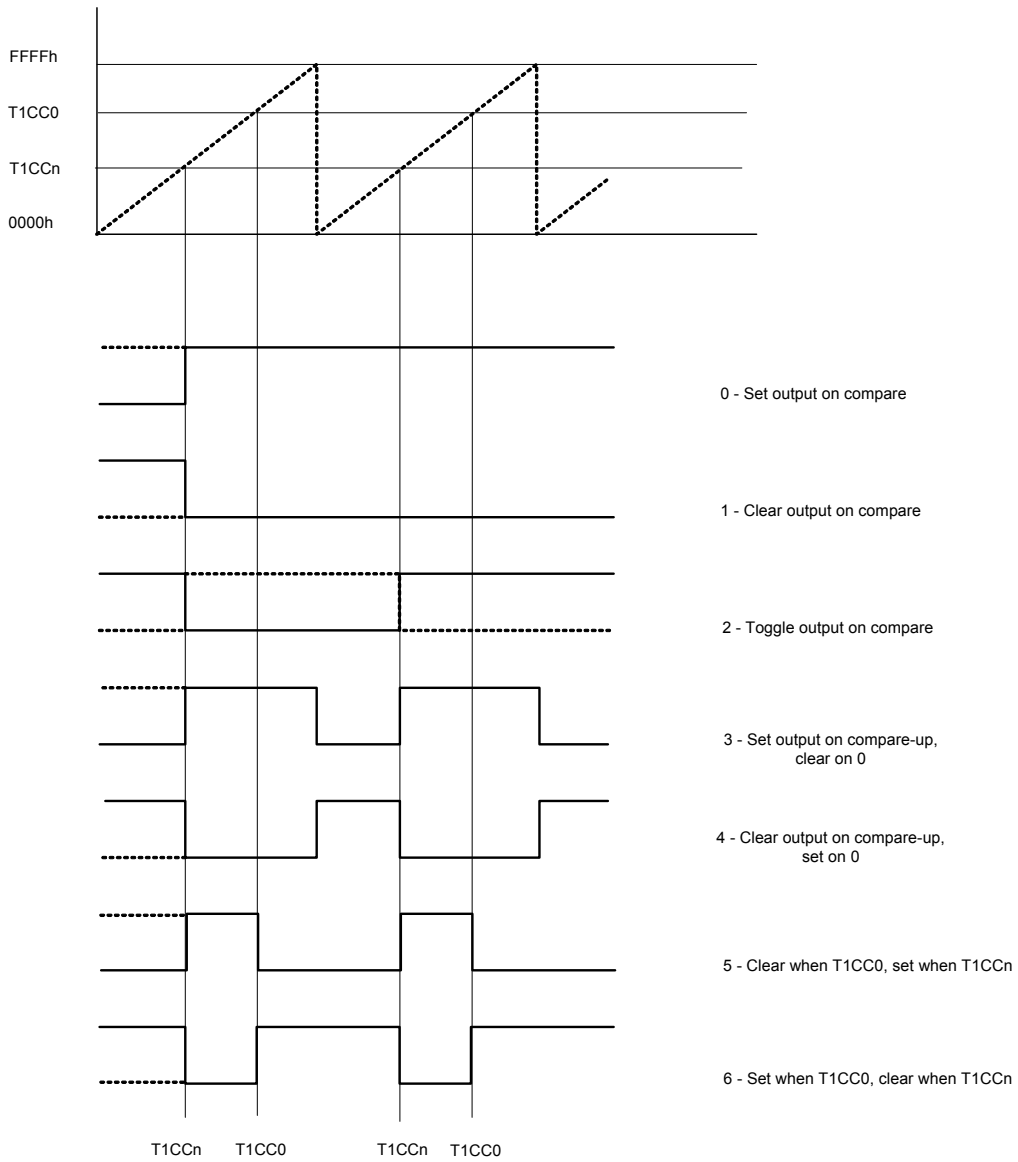 FFFFh
T1CC0
T1CCn
0000h
0 - Set output on compare
1 - Clear output on compare
2 - Toggle output on compare
3 - Set output on compare-up,
clear on 0
4 - Clear output on compare-up,
set on 0
5 - Clear when T1CC0, set when T1CCn
6 - Set when T1CC0, clear when T1CCn
T1CCn T1CC0 T1CCn T1CC0